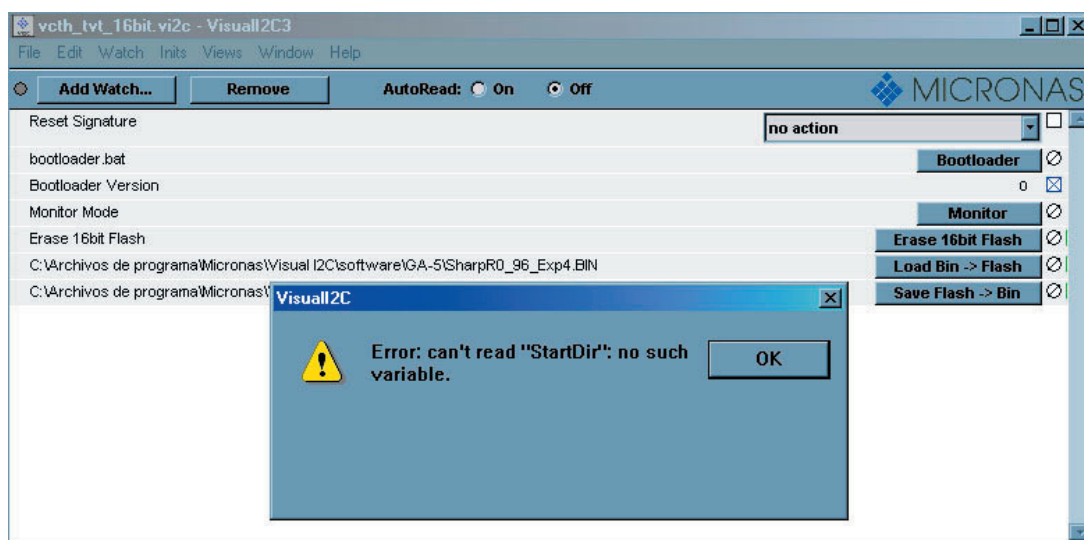 vcth_tvt_16bit.vi2c - VisualI2C3
File Edit Watch Inits Views Window Help
Add Watch... Remove AutoRead: On Off MICRONAS
Reset Signature no action
bootloader.bat Bootloader
Bootloader Version 0
Monitor Mode Monitor
Erase 16bit Flash Erase 16bit Flash
C:\Archivos de programa\Micronas\Visual I2C\software\GA-5\SharpR0_96_Exp4.BIN Load Bin -> Flash
C:\Archivos de programa\Micronas\ Save Flash -> Bin
VisualI2C
Error: can't read "StartDir": no such
variable.
OK